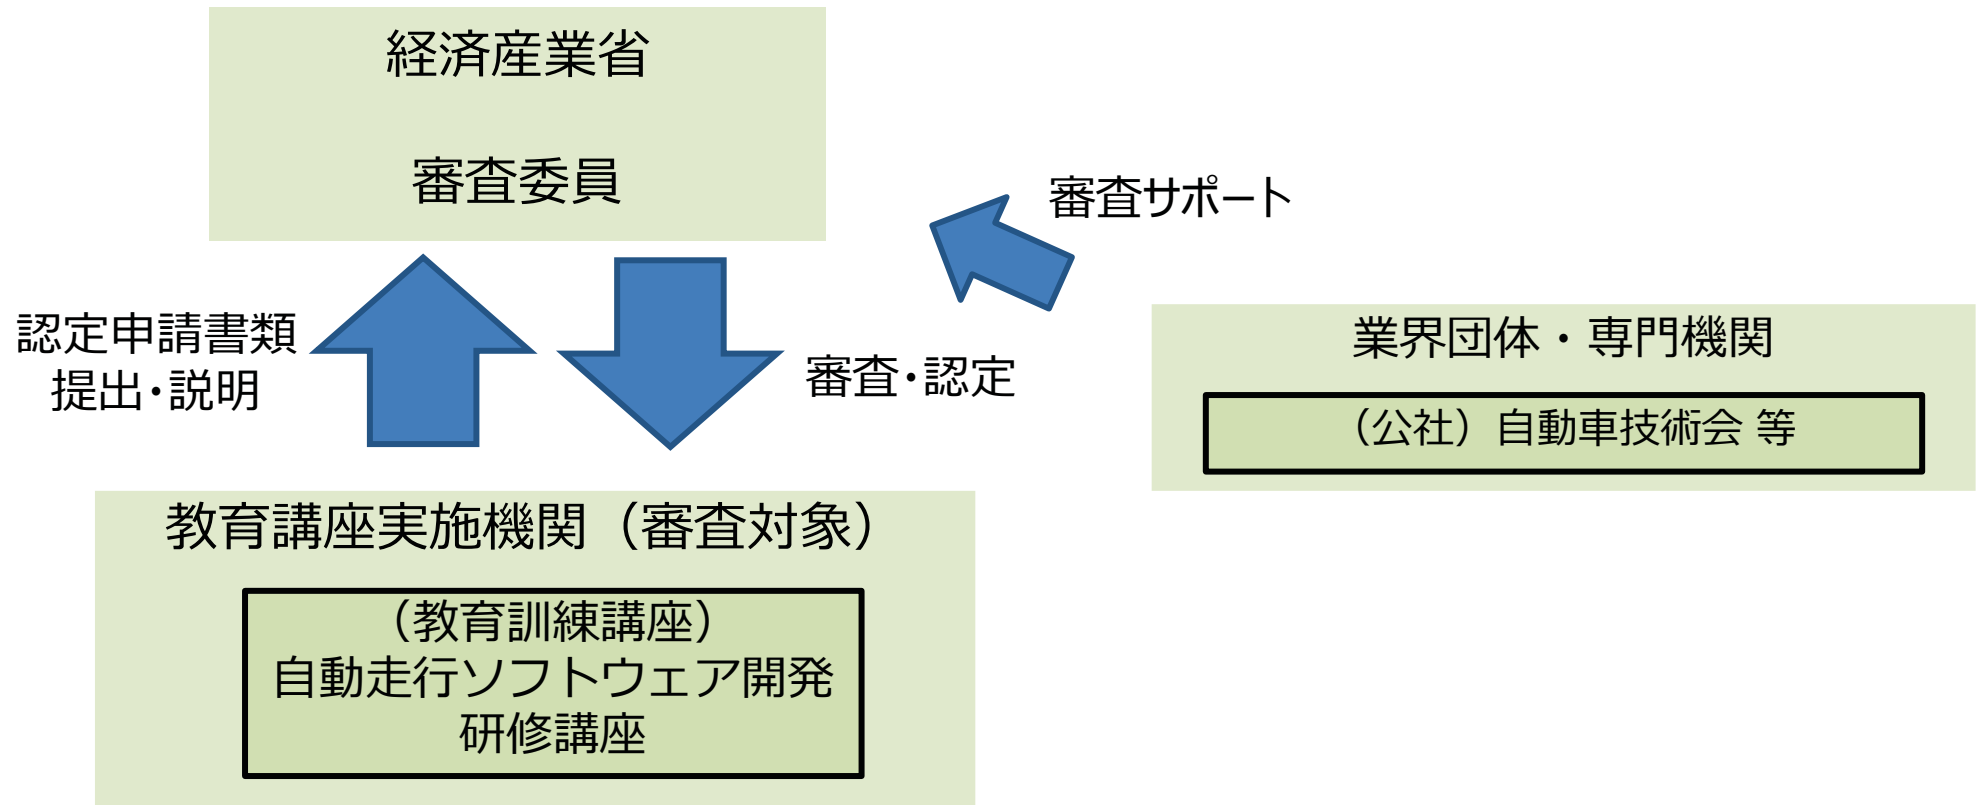 経済産業省
審査委員
審査サポート
認定申請書類
提出・説明
審査・認定
業界団体・専門機関
（公社）自動車技術会 等
教育講座実施機関（審査対象）
（教育訓練講座）
自動走行ソフトウェア開発
研修講座